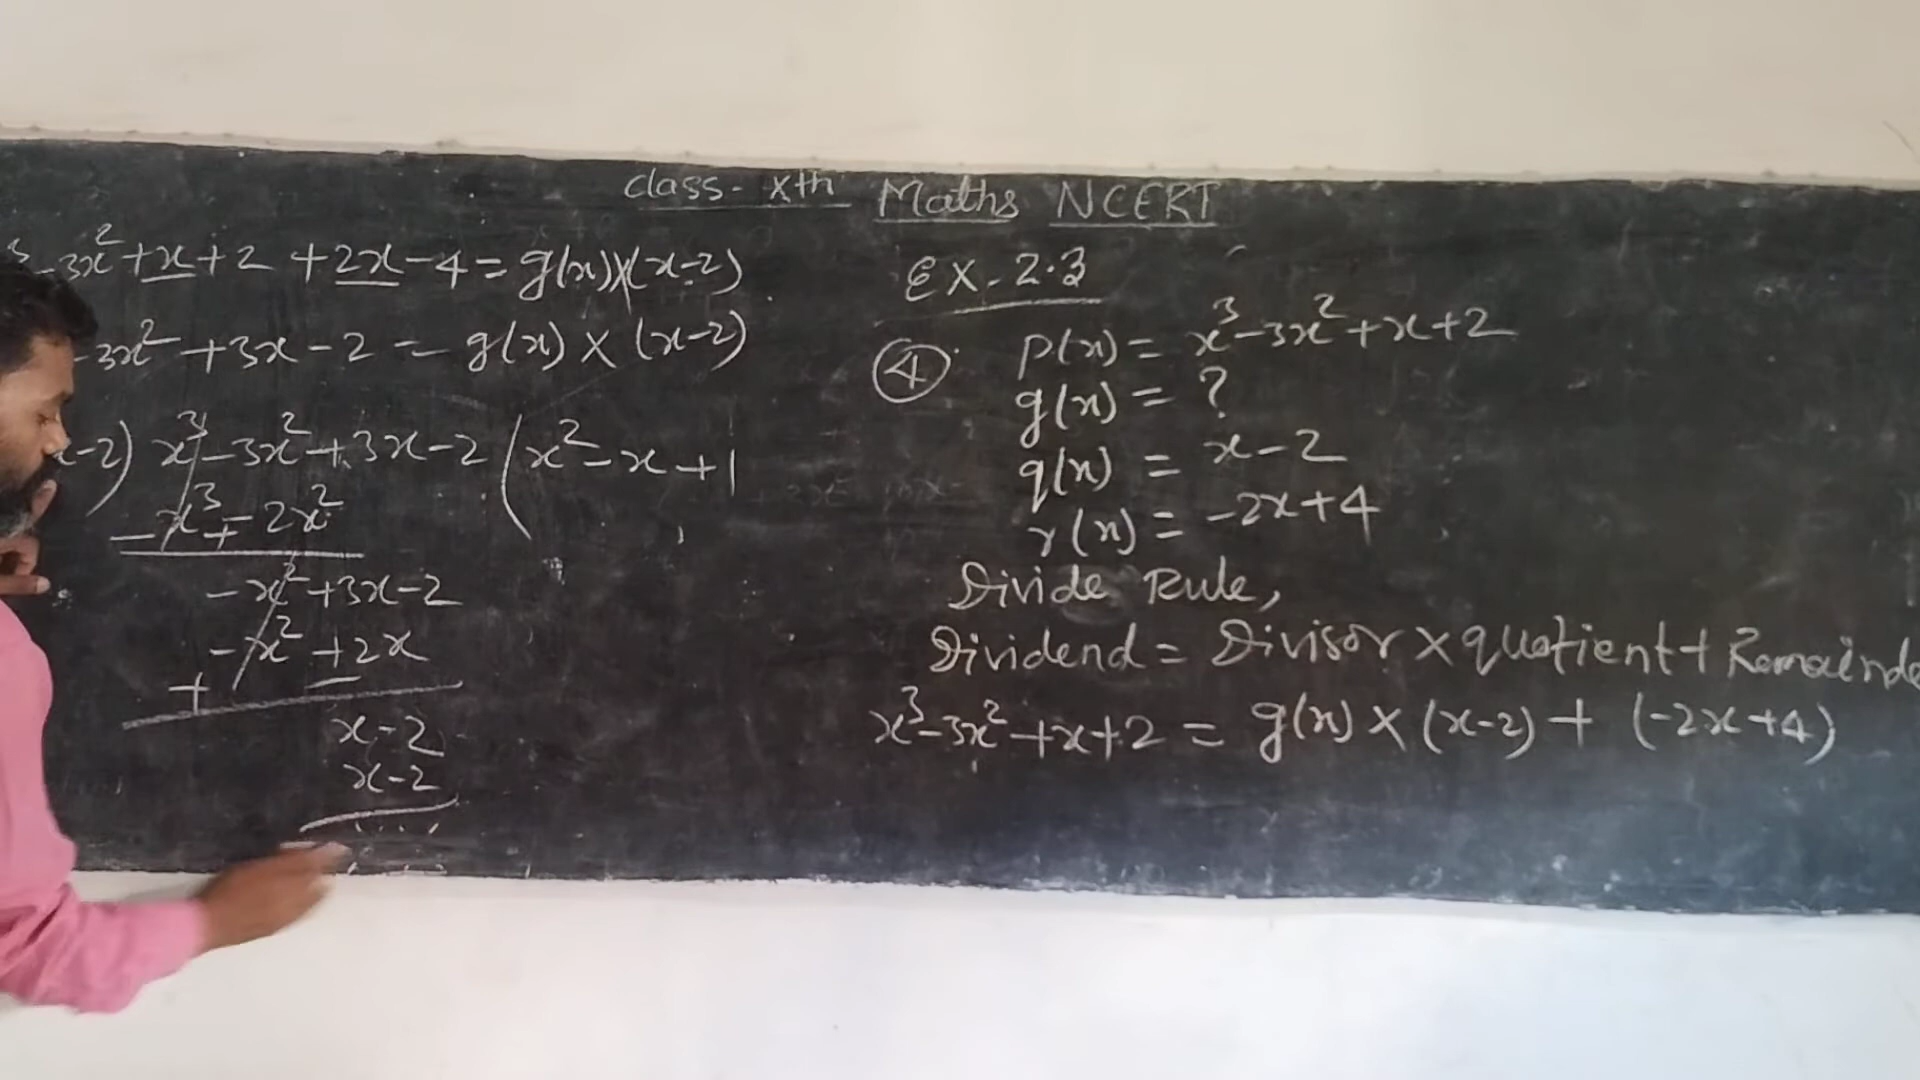 class- xth Maths NCERT
3 -3x² +x+2 +2x-4 = g(x)×(x-2)
-3x² +3x-2 = g(x) × (x-2)
x-2) x³-3x²+3x-2 ( x²-x+1
x³-2x²
- +
-x²+3x-2
-x²+2x
+ -
x-2
x-2
Ex-2.3
④. p(x) = x³-3x²+x+2
g(x) = ?
q(x) = x-2
r(x) = -2x+4
Divide Rule,
Dividend = Divisor × quotient + Remainde
x³-3x²+x+2 = g(x) × (x-2) + (-2x+4)